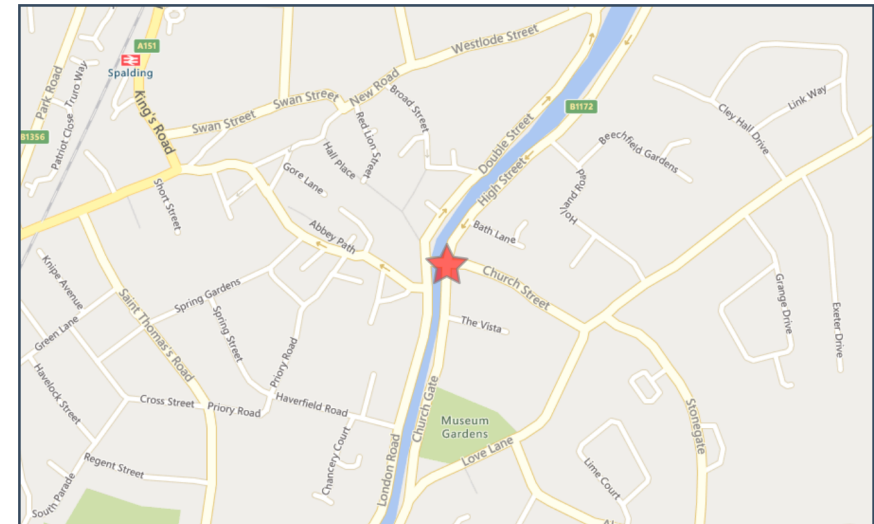 Westlode Street
A151
Spalding
Park Road
Truro Way
King's Road
Swan Street
Swan Street
New Road
Broad Street
B1172
Cley Hall Drive
Link Way
B1356
Patriot Close
Red Lion Street
Double Street
Beechfield Gardens
Hall Place
High Street
Gore Lane
Short Street
Holland Road
Abbey Path
Bath Lane
Knipe Avenue
Church Street
Spring Gardens
Saint Thomas's Road
Grange Drive
Exeter Drive
Green Lane
Spring Street
The Vista
Priory Road
Havelock Street
Cross Street
Priory Road
Haverfield Road
Church Gate
Museum
Gardens
Stonegate
Chancery Court
London Road
Love Lane
Regent Street
Lime Court
South Parade